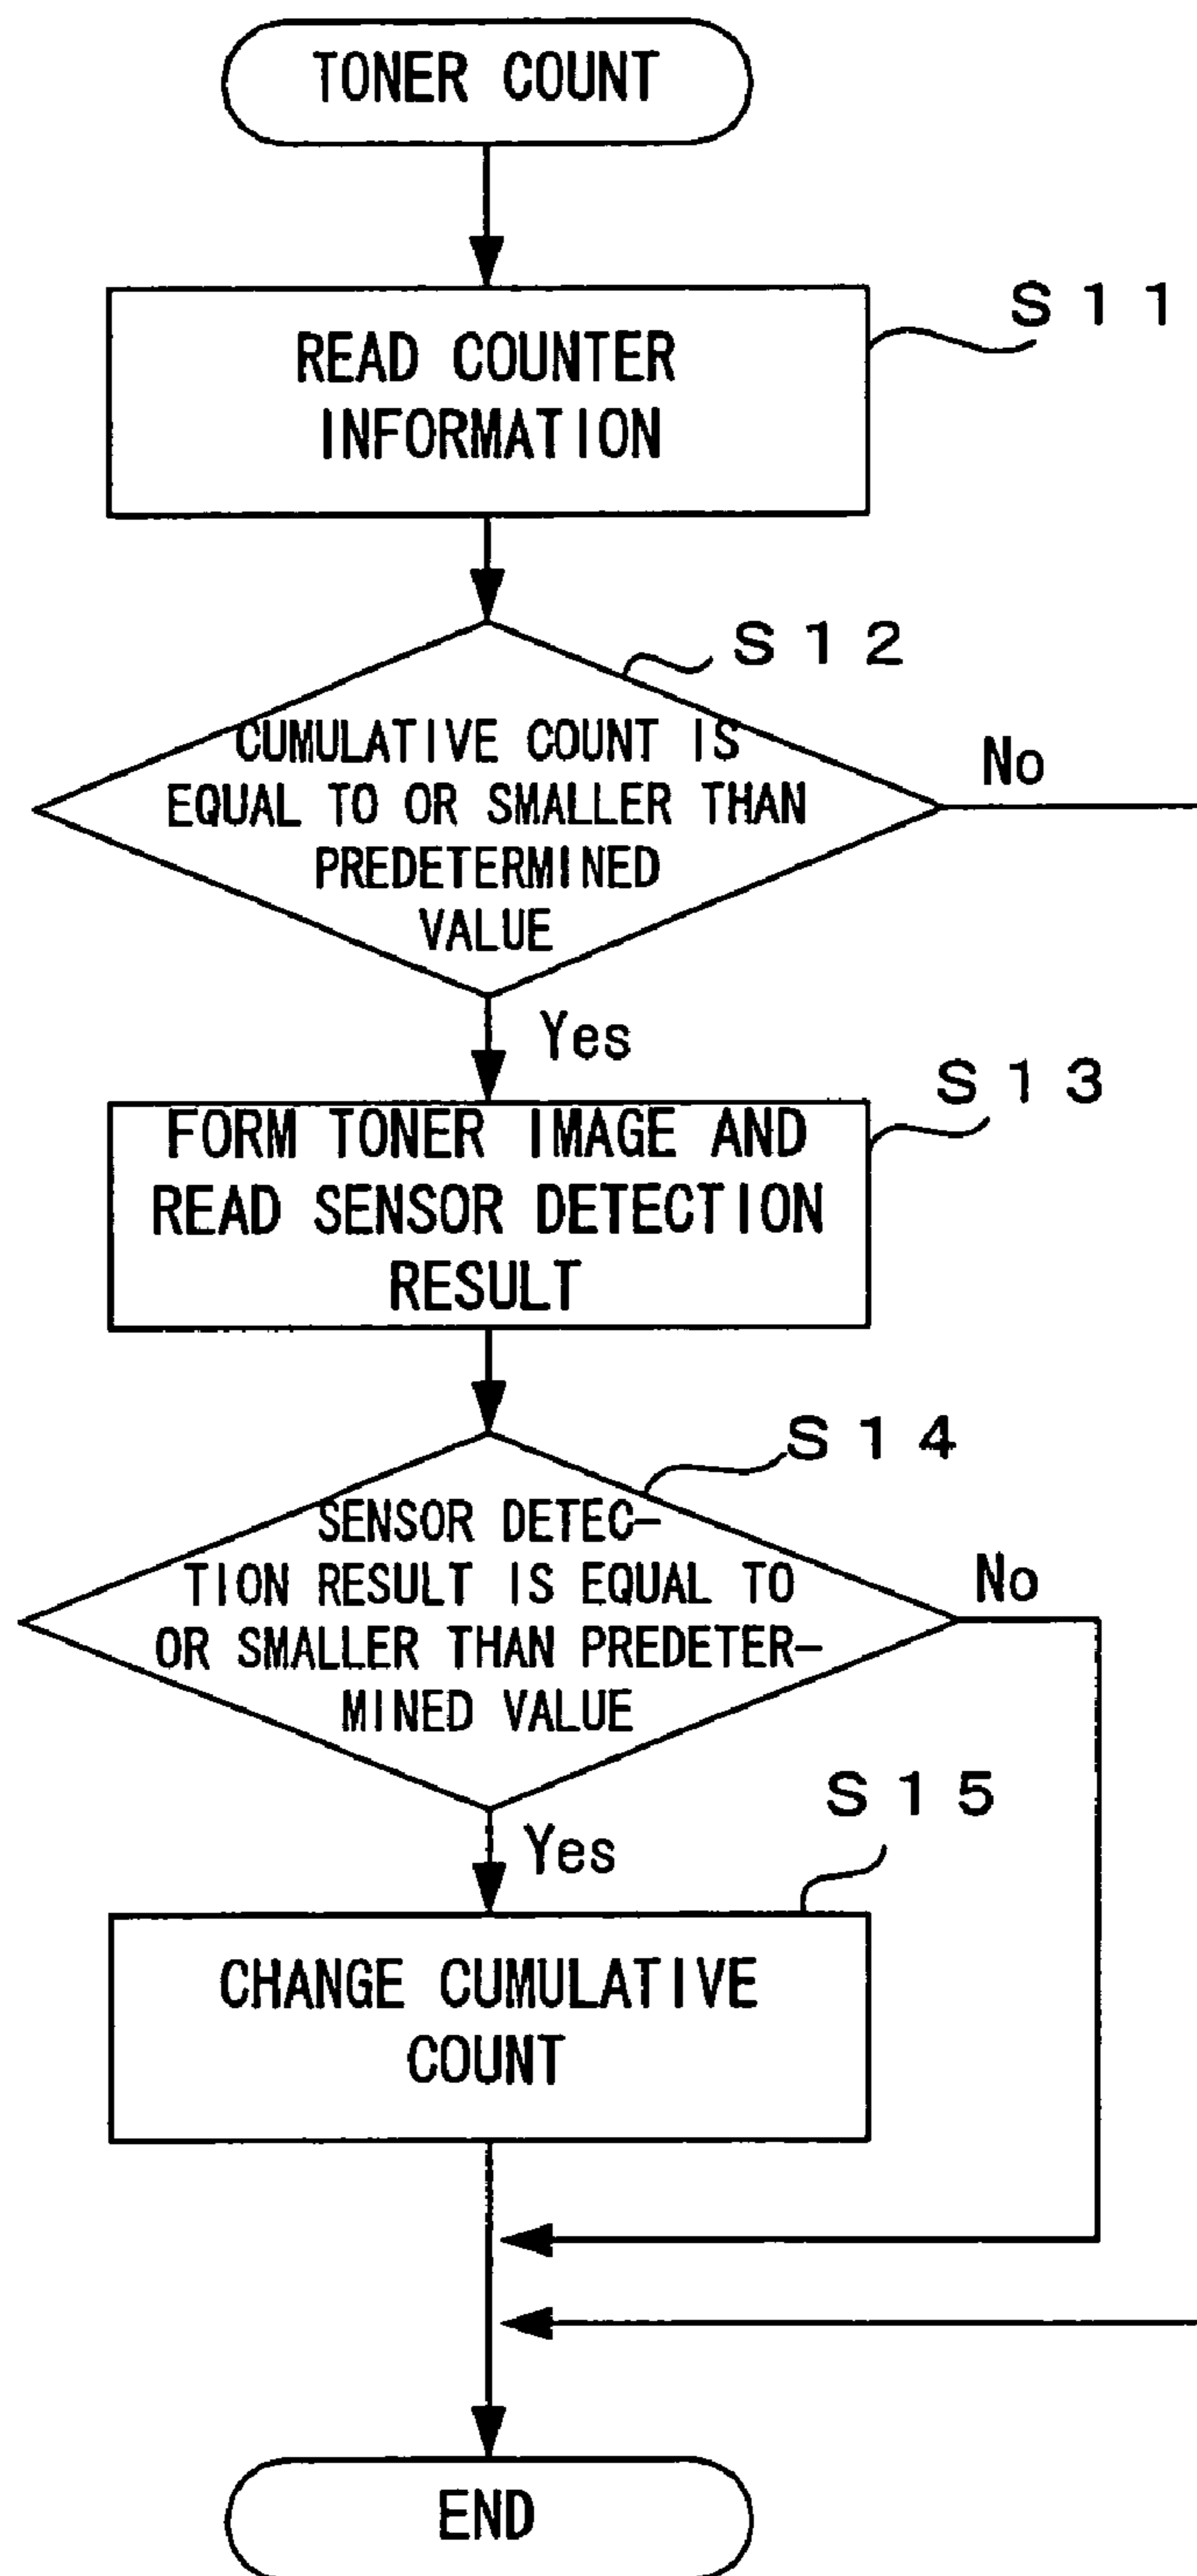 TONER COUNT
S11
READ COUNTER
INFORMATION
S12
CUMULATIVE COUNT IS
EQUAL TO OR SMALLER THAN
PREDETERMINED
VALUE
No
Yes
S13
FORM TONER IMAGE AND
READ SENSOR DETECTION
RESULT
S14
SENSOR DETEC-
TION RESULT IS EQUAL TO
OR SMALLER THAN PREDETER-
MINED VALUE
No
Yes
S15
CHANGE CUMULATIVE
COUNT
END